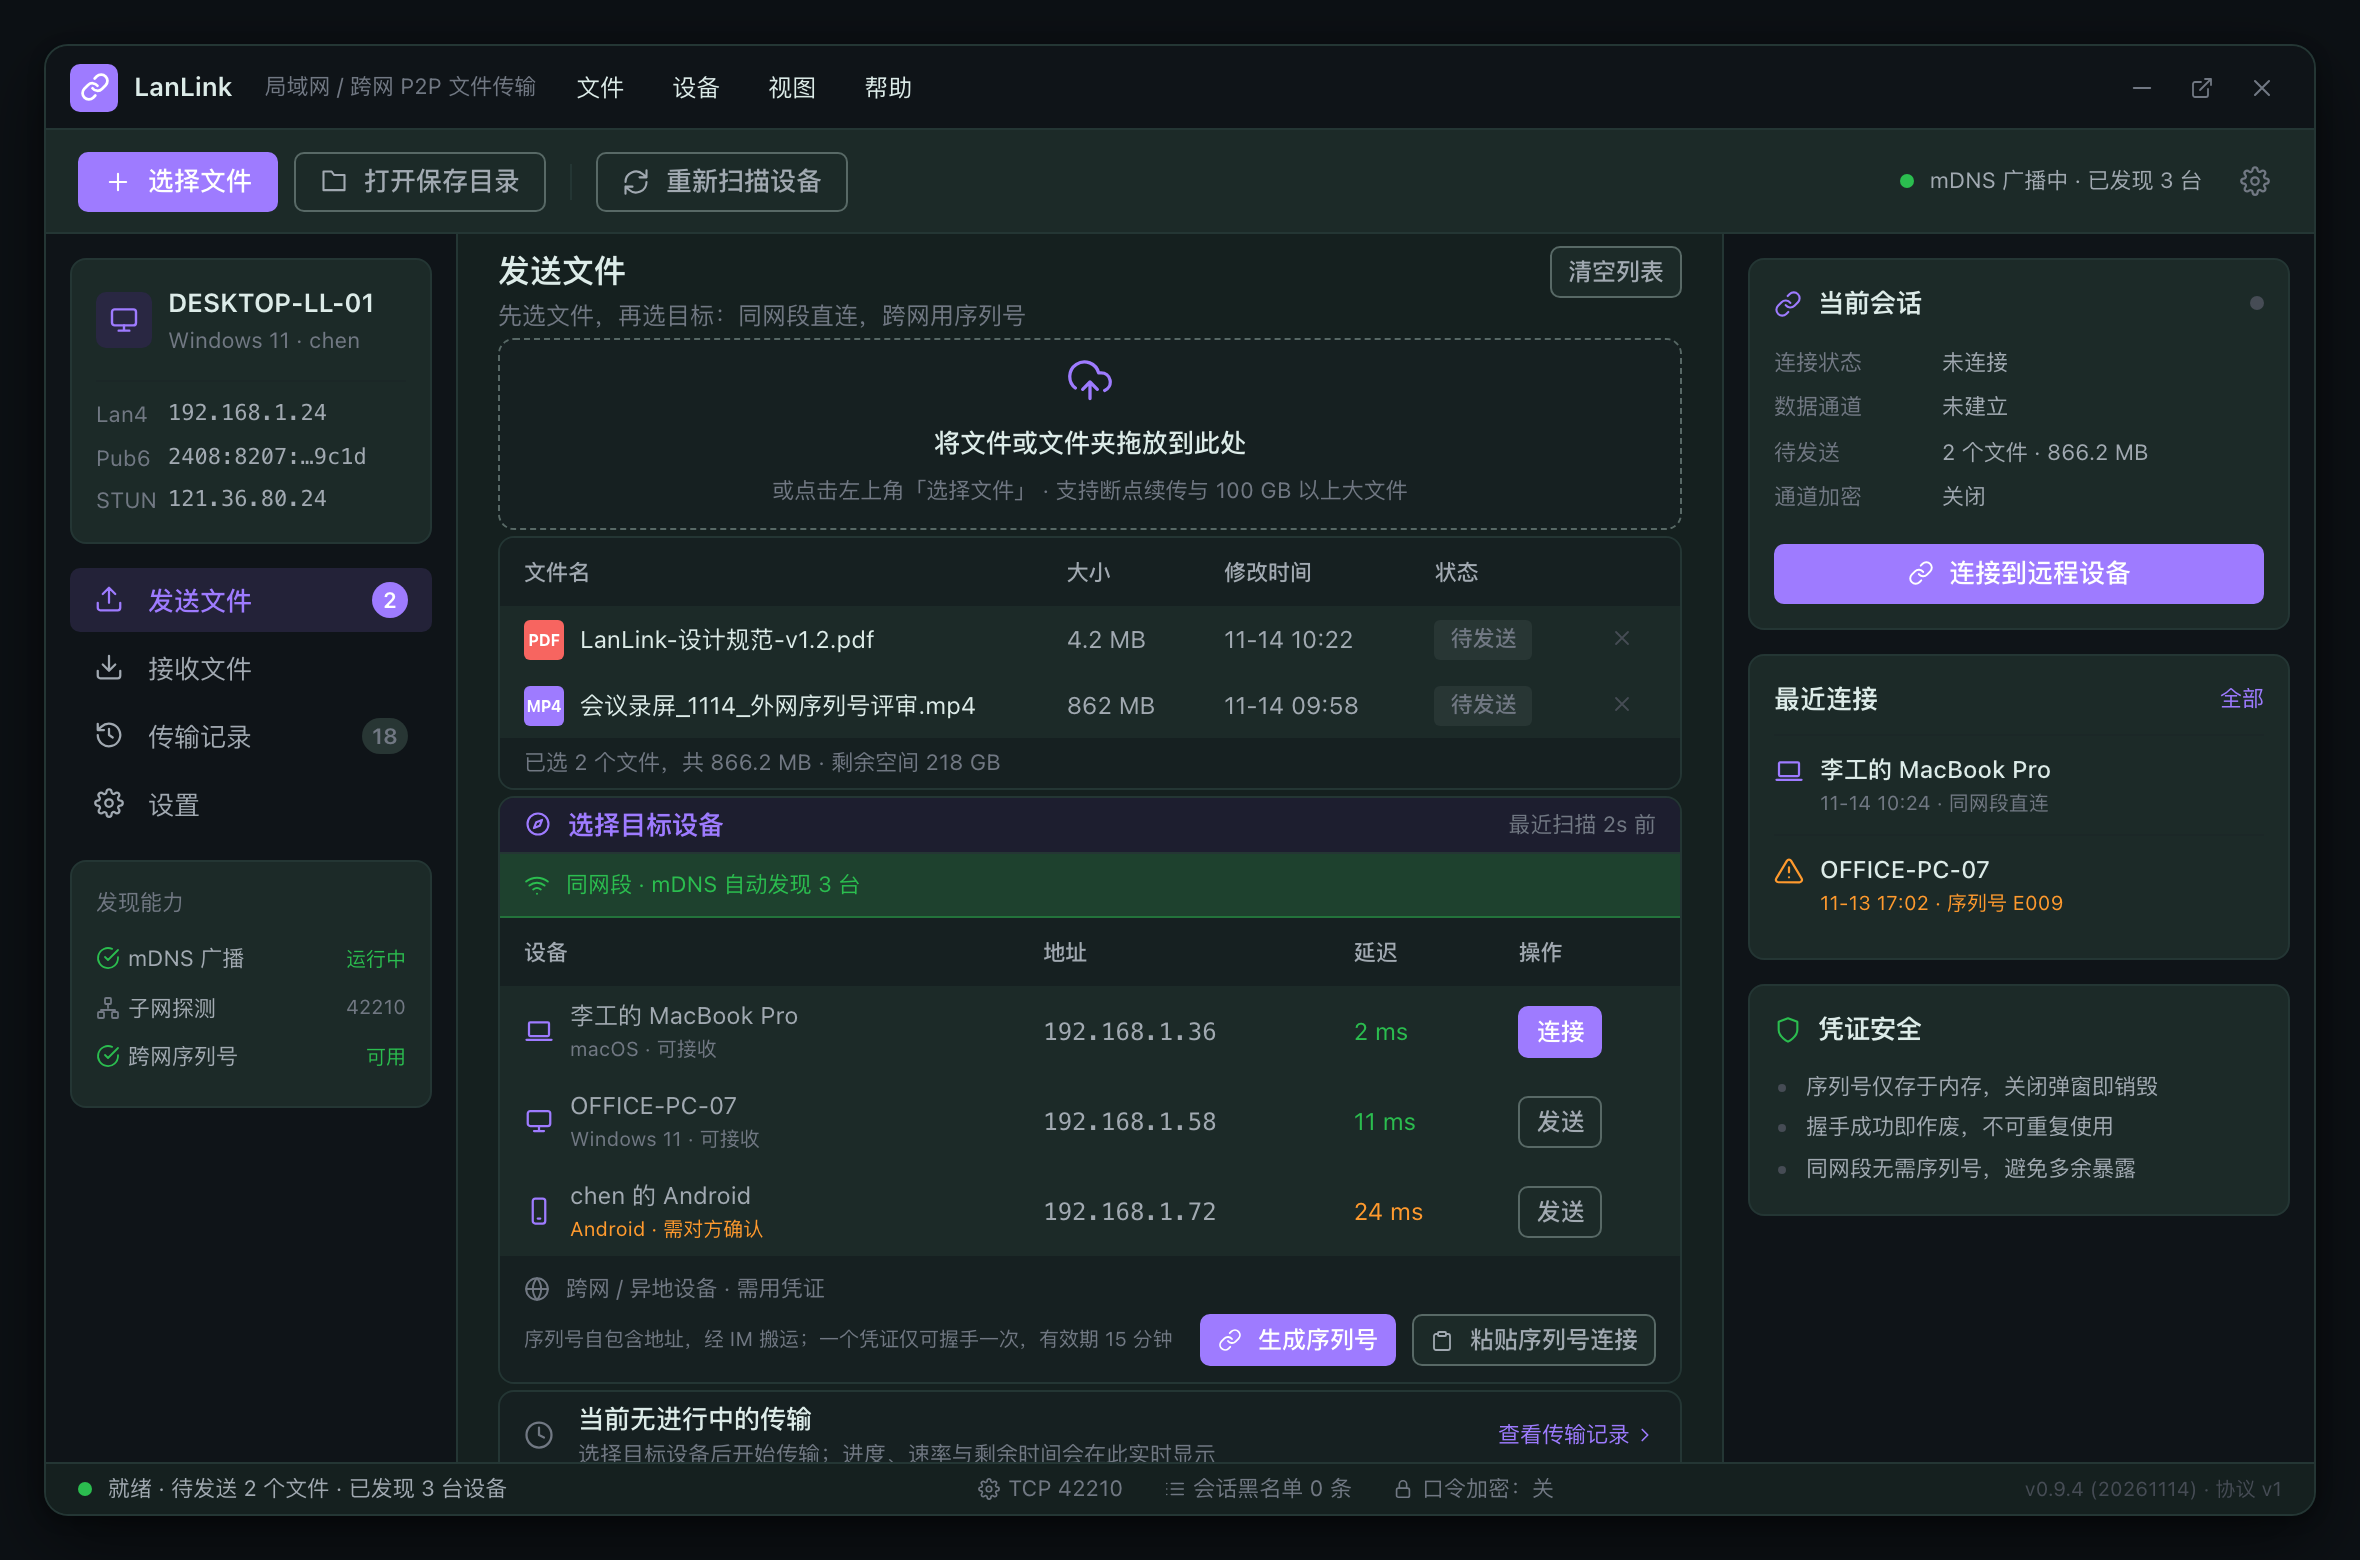 LanLink 局域网 / 跨网 P2P 文件传输 文件 设备 视图 帮助
选择文件 打开保存目录 重新扫描设备 mDNS 广播中 · 已发现 3 台
DESKTOP-LL-01
Windows 11 · chen
Lan4 192.168.1.24
Pub6 2408:8207:…9c1d
STUN 121.36.80.24
发送文件 2
接收文件
传输记录 18
设置
发现能力
mDNS 广播 运行中
子网探测 42210
跨网序列号 可用
发送文件 清空列表
先选文件，再选目标：同网段直连，跨网用序列号
将文件或文件夹拖放到此处
或点击左上角「选择文件」 · 支持断点续传与 100 GB 以上大文件
文件名 大小 修改时间 状态
PDF LanLink-设计规范-v1.2.pdf 4.2 MB 11-14 10:22 待发送
MP4 会议录屏_1114_外网序列号评审.mp4 862 MB 11-14 09:58 待发送
已选 2 个文件，共 866.2 MB · 剩余空间 218 GB
选择目标设备 最近扫描 2s 前
同网段 · mDNS 自动发现 3 台
设备 地址 延迟 操作
李工的 MacBook Pro
macOS · 可接收
192.168.1.36 2 ms 连接
OFFICE-PC-07
Windows 11 · 可接收
192.168.1.58 11 ms 发送
chen 的 Android
Android · 需对方确认
192.168.1.72 24 ms 发送
跨网 / 异地设备 · 需用凭证
序列号自包含地址，经 IM 搬运；一个凭证仅可握手一次，有效期 15 分钟 生成序列号 粘贴序列号连接
当前无进行中的传输
选择目标设备后开始传输；进度、速率与剩余时间会在此实时显示
查看传输记录
当前会话
连接状态 未连接
数据通道 未建立
待发送 2 个文件 · 866.2 MB
通道加密 关闭
连接到远程设备
最近连接 全部
李工的 MacBook Pro
11-14 10:24 · 同网段直连
OFFICE-PC-07
11-13 17:02 · 序列号 E009
凭证安全
序列号仅存于内存，关闭弹窗即销毁
握手成功即作废，不可重复使用
同网段无需序列号，避免多余暴露
就绪 · 待发送 2 个文件 · 已发现 3 台设备 TCP 42210 会话黑名单 0 条 口令加密：关 v0.9.4 (20261114) · 协议 v1